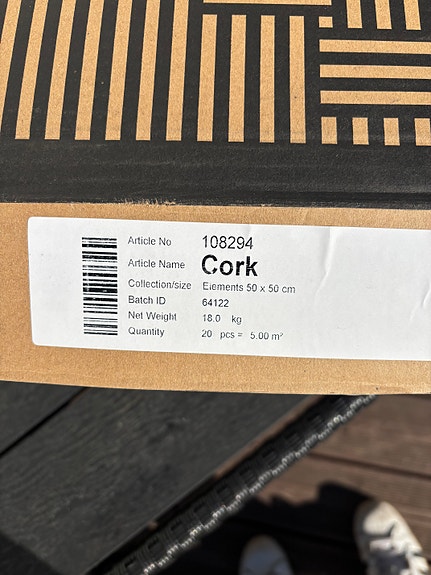 Article No 108294
Article Name Cork
Collection/size Elements 50 x 50 cm
Batch ID 64122
Net Weight 18.0 kg
Quantity 20 pcs = 5.00 m²